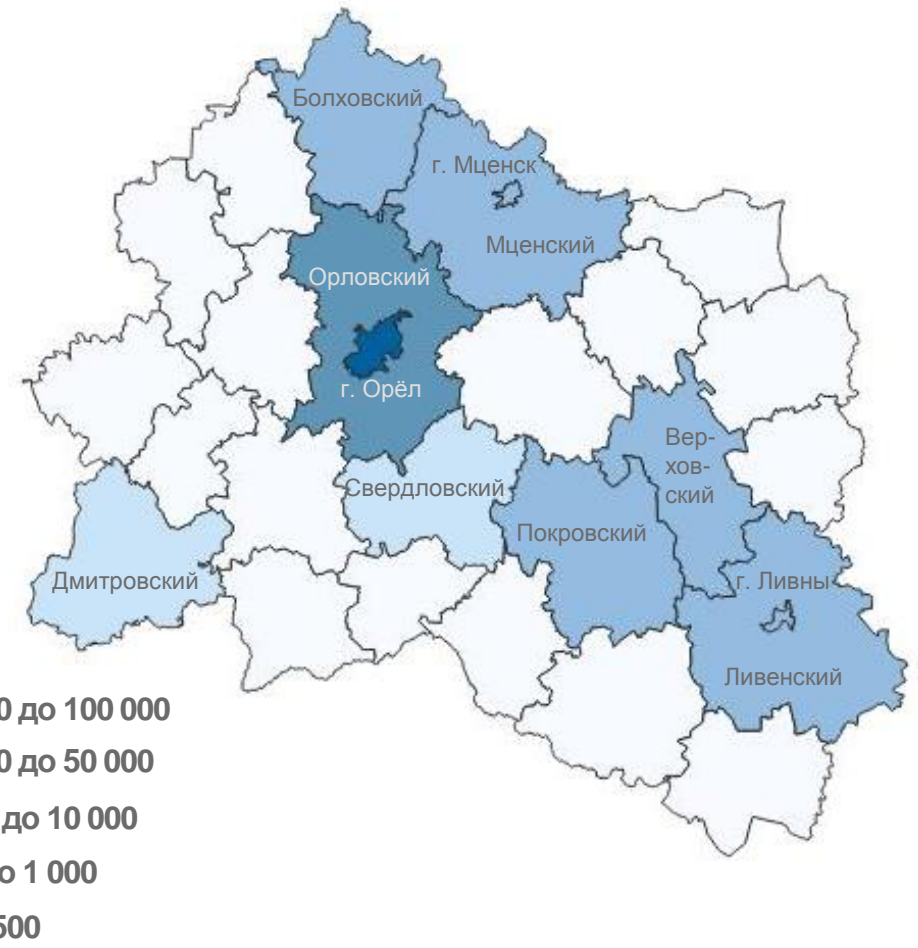 Болховский
г. Мценск
Мценский
Орловский
г. Орёл
Вер-
хов-
ский
Свердловский
Покровский
Дмитровский
г. Ливны
Ливенский
0 до 100 000
0 до 50 000
до 10 000
о 1 000
500